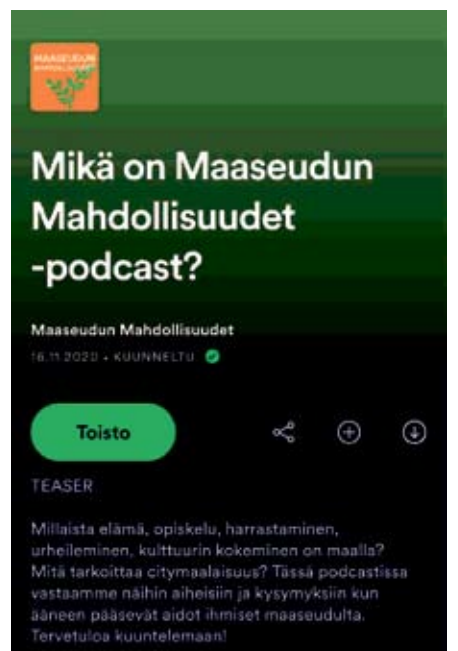 MAASEUDUN
MAHDOLLISUUDET
Mikä on Maaseudun
Mahdollisuudet
-podcast?
Maaseudun Mahdollisuudet
16.11.2020 • KUUNNELTU
Toisto
TEASER
Millaista elämä, opiskelu, harrastaminen,
urheileminen, kulttuurin kokeminen on maalla?
Mitä tarkoittaa citymaalaisuus? Tässä podcastissa
vastaamme näihin aiheisiin ja kysymyksiin kun
ääneen pääsevät aidot ihmiset maaseudulta.
Tervetuloa kuuntelemaan!